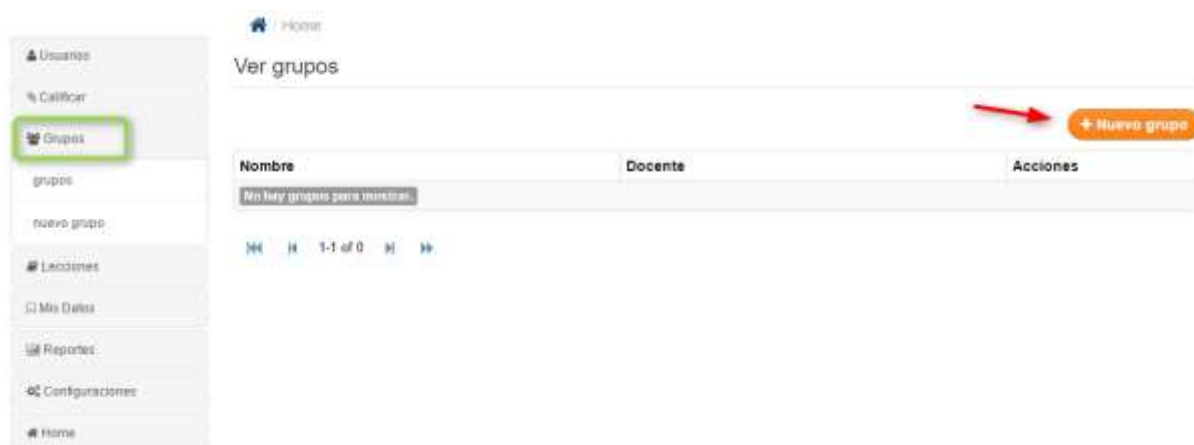 / Home
Usuarios
Calificar
Grupos
grupos
nuevo grupo
Lecciones
Mis Datos
Reportes
Configuraciones
Home
Ver grupos
+ Nuevo grupo
Nombre Docente Acciones
No hay grupos para mostrar.
1-1 of 0